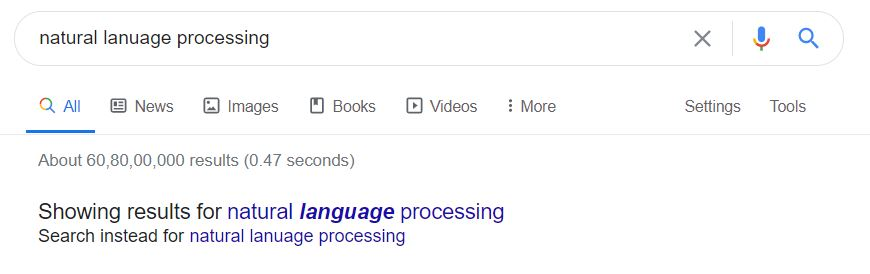 natural lanuage processing
All News Images Books Videos More Settings Tools
About 60,80,00,000 results (0.47 seconds)
Showing results for natural language processing
Search instead for natural lanuage processing